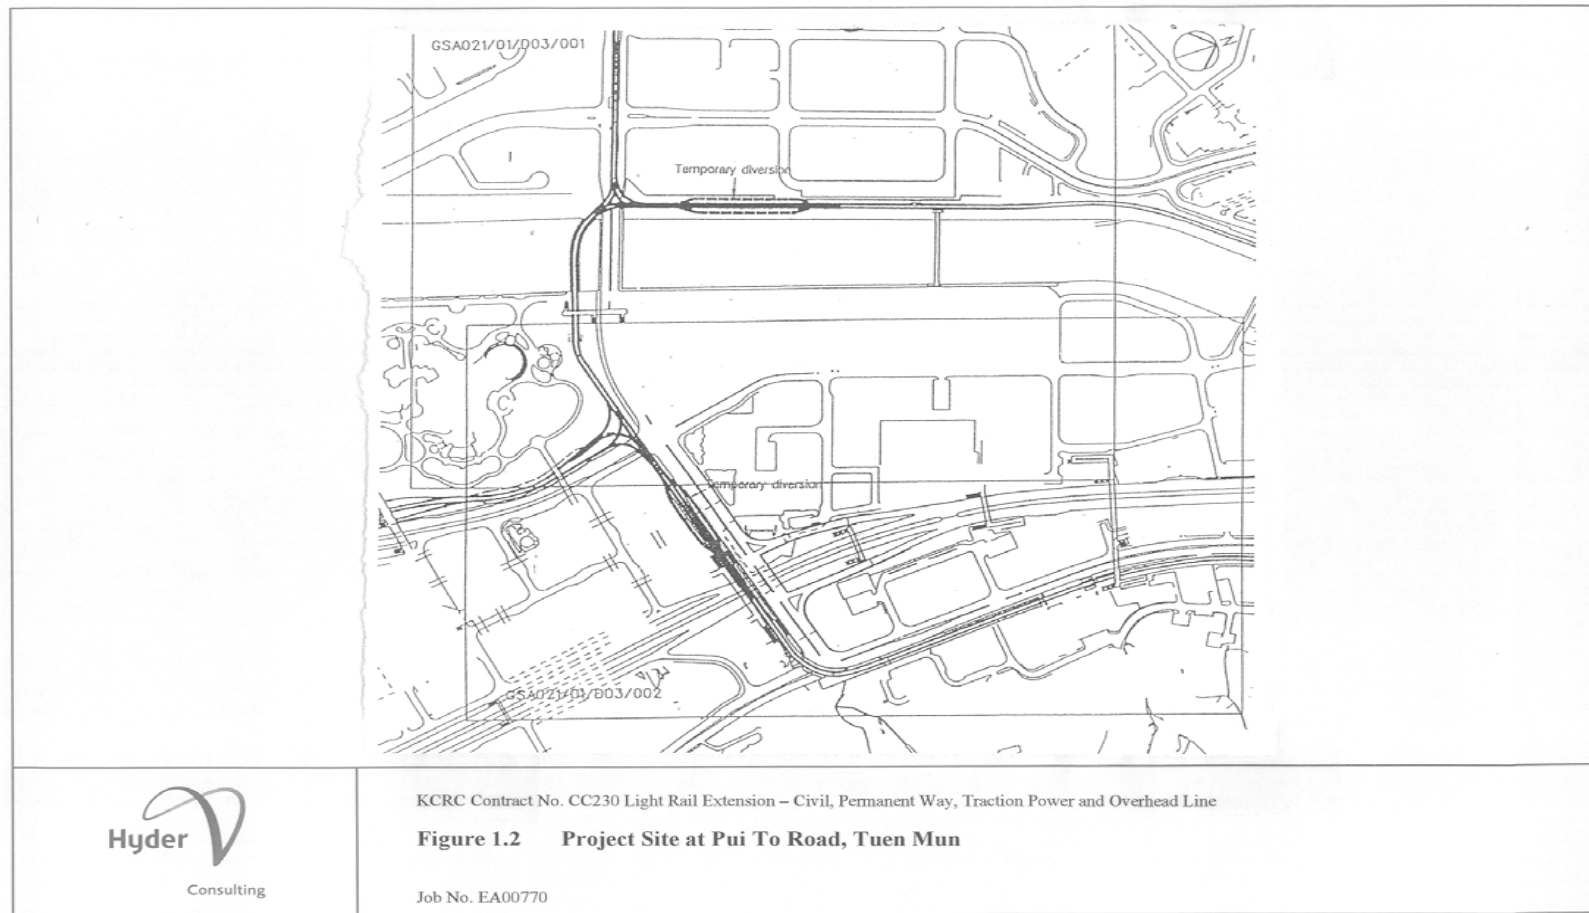 GSA021/01/D03/001
N
Temporary diversion
Temporary diversion
GSA021/01/D03/002
Hyder
Consulting
KCRC Contract No. CC230 Light Rail Extension – Civil, Permanent Way, Traction Power and Overhead Line
Figure 1.2 Project Site at Pui To Road, Tuen Mun
Job No. EA00770